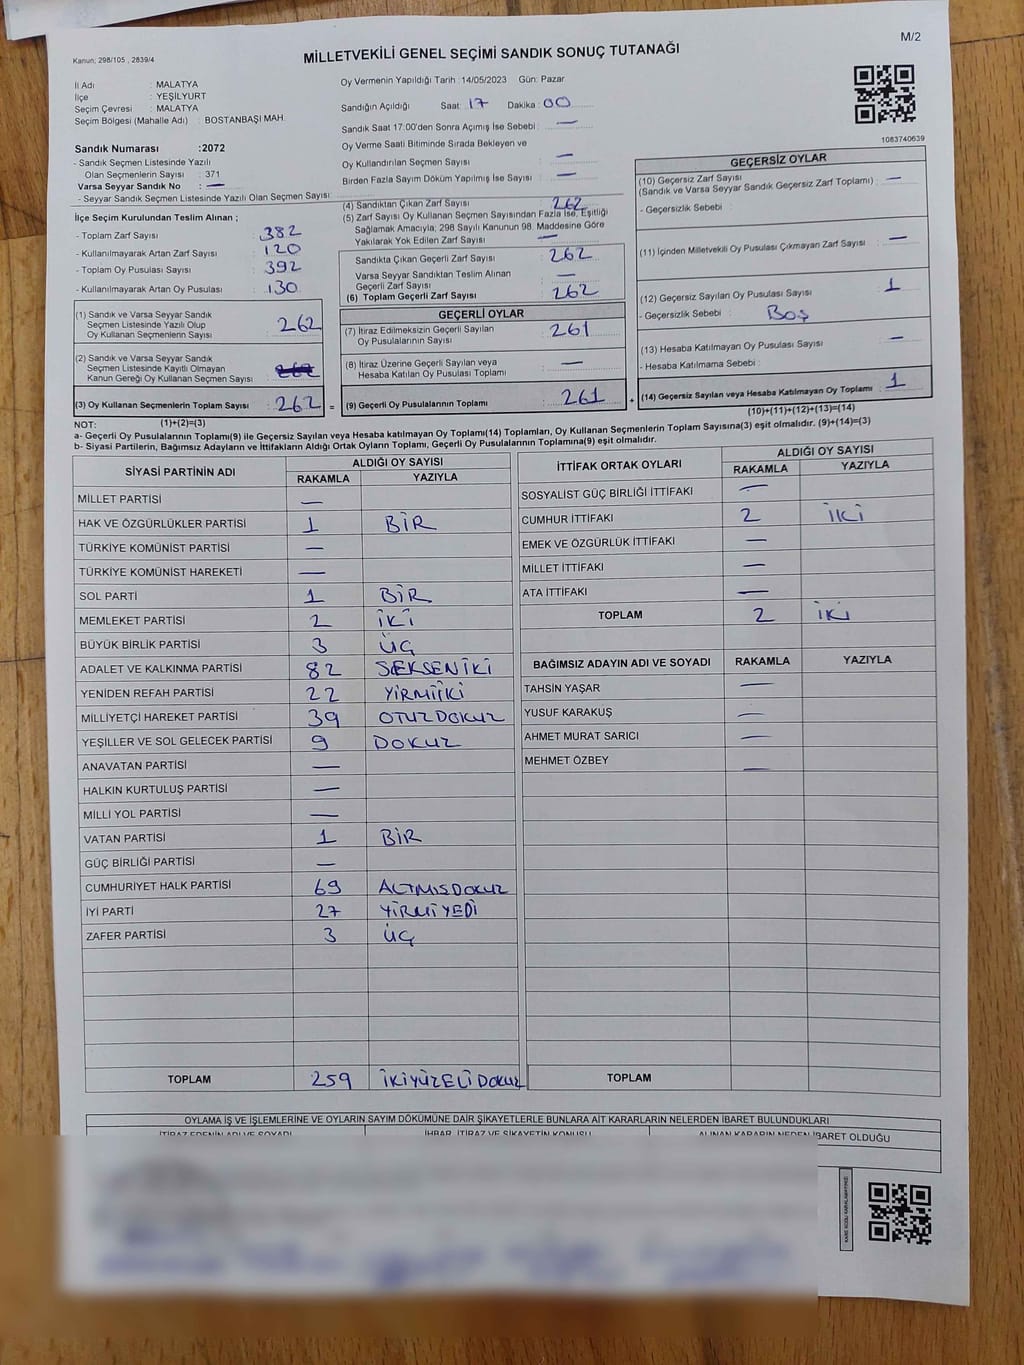 M/2
Kanun; 298/105 , 2839/4
MİLLETVEKİLİ GENEL SEÇİMİ SANDIK SONUÇ TUTANAĞI
İl Adı : MALATYA
İlçe : YEŞİLYURT
Seçim Çevresi : MALATYA
Seçim Bölgesi (Mahalle Adı) : BOSTANBAŞI MAH.
Sandık Numarası :2072
- Sandık Seçmen Listesinde Yazılı
Olan Seçmenlerin Sayısı : 371
Varsa Seyyar Sandık No : —
- Seyyar Sandık Seçmen Listesinde Yazılı Olan Seçmen Sayısı
İlçe Seçim Kurulundan Teslim Alınan ;
- Toplam Zarf Sayısı : 382
- Kullanılmayarak Artan Zarf Sayısı : 120
- Toplam Oy Pusulası Sayısı : 392
- Kullanılmayarak Artan Oy Pusulası : 130
(1) Sandık ve Varsa Seyyar Sandık
Seçmen Listesinde Yazılı Olup
Oy Kullanan Seçmenlerin Sayısı : 262
(2) Sandık ve Varsa Seyyar Sandık
Seçmen Listesinde Kayıtlı Olmayan
Kanun Gereği Oy Kullanan Seçmen Sayısı
(3) Oy Kullanan Seçmenlerin Toplam Sayısı : 262 =
Oy Vermenin Yapıldığı Tarih : 14/05/2023 Gün: Pazar
Sandığın Açıldığı Saat: 17 Dakika : 00
Sandık Saat 17:00'den Sonra Açımış İse Sebebi : —
Oy Verme Saati Bitiminde Sırada Bekleyen ve
Oy Kullandırılan Seçmen Sayısı : —
Birden Fazla Sayım Döküm Yapılmış İse Sayısı : —
(4) Sandıktan Çıkan Zarf Sayısı : 262
(5) Zarf Sayısı Oy Kullanan Seçmen Sayısından Fazla İse, Eşitliği
Sağlamak Amacıyla; 298 Sayılı Kanunun 98. Maddesine Göre
Yakılarak Yok Edilen Zarf Sayısı : —
Sandıkta Çıkan Geçerli Zarf Sayısı : 262
Varsa Seyyar Sandıktan Teslim Alınan
Geçerli Zarf Sayısı : —
(6) Toplam Geçerli Zarf Sayısı : 262
GEÇERLİ OYLAR
(7) İtiraz Edilmeksizin Geçerli Sayılan
Oy Pusulalarının Sayısı : 261
(8) İtiraz Üzerine Geçerli Sayılan veya
Hesaba Katılan Oy Pusulası Toplamı : —
(9) Geçerli Oy Pusulalarının Toplamı : 261 +
1083740639
GEÇERSİZ OYLAR
(10) Geçersiz Zarf Sayısı
(Sandık ve Varsa Seyyar Sandık Geçersiz Zarf Toplamı) : —
- Geçersizlik Sebebi :
(11) İçinden Milletvekili Oy Pusulası Çıkmayan Zarf Sayısı : —
(12) Geçersiz Sayılan Oy Pusulası Sayısı : 1
- Geçersizlik Sebebi : Boş
(13) Hesaba Katılmayan Oy Pusulası Sayısı : —
- Hesaba Katılmama Sebebi :
(14) Geçersiz Sayılan veya Hesaba Katılmayan Oy Toplamı : 1
NOT: (1)+(2)=(3) (10)+(11)+(12)+(13)=(14)
a- Geçerli Oy Pusulalarının Toplamı(9) ile Geçersiz Sayılan veya Hesaba katılmayan Oy Toplamı(14) Toplamları, Oy Kullanan Seçmenlerin Toplam Sayısına(3) eşit olmalıdır. (9)+(14)=(3)
b- Siyasi Partilerin, Bağımsız Adayların ve İttifakların Aldığı Ortak Oyların Toplamı, Geçerli Oy Pusulalarının Toplamına(9) eşit olmalıdır.
SİYASİ PARTİNİN ADI ALDIĞI OY SAYISI
RAKAMLA YAZIYLA
MİLLET PARTİSİ —
HAK VE ÖZGÜRLÜKLER PARTİSİ 1 BİR
TÜRKİYE KOMÜNİST PARTİSİ —
TÜRKİYE KOMÜNİST HAREKETİ —
SOL PARTİ 1 BİR
MEMLEKET PARTİSİ 2 İKİ
BÜYÜK BİRLİK PARTİSİ 3 ÜÇ
ADALET VE KALKINMA PARTİSİ 82 SEKSENİKİ
YENİDEN REFAH PARTİSİ 22 YİRMİİKİ
MİLLİYETÇİ HAREKET PARTİSİ 39 OTUZDOKUZ
YEŞİLLER VE SOL GELECEK PARTİSİ 9 DOKUZ
ANAVATAN PARTİSİ —
HALKIN KURTULUŞ PARTİSİ —
MİLLİ YOL PARTİSİ —
VATAN PARTİSİ 1 BİR
GÜÇ BİRLİĞİ PARTİSİ —
CUMHURİYET HALK PARTİSİ 69 ALTMIŞDOKUZ
İYİ PARTİ 27 YİRMİYEDİ
ZAFER PARTİSİ 3 ÜÇ
TOPLAM 259 İKİYÜZELİDOKUZ
İTTİFAK ORTAK OYLARI ALDIĞI OY SAYISI
RAKAMLA YAZIYLA
SOSYALİST GÜÇ BİRLİĞİ İTTİFAKI —
CUMHUR İTTİFAKI 2 İKİ
EMEK VE ÖZGÜRLÜK İTTİFAKI —
MİLLET İTTİFAKI —
ATA İTTİFAKI —
TOPLAM 2 İKİ
BAĞIMSIZ ADAYIN ADI VE SOYADI RAKAMLA YAZIYLA
TAHSİN YAŞAR —
YUSUF KARAKUŞ —
AHMET MURAT SARICI —
MEHMET ÖZBEY —
TOPLAM
OYLAMA İŞ VE İŞLEMLERİNE VE OYLARIN SAYIM DÖKÜMÜNE DAİR ŞİKAYETLERLE BUNLARA AİT KARARLARIN NELERDEN İBARET BULUNDUKLARI
İTİRAZ EDENİN ADI VE SOYADI İHBAR, İTİRAZ VE ŞİKAYETİN KONUSU ALINAN KARARIN NEDEN İBARET OLDUĞU